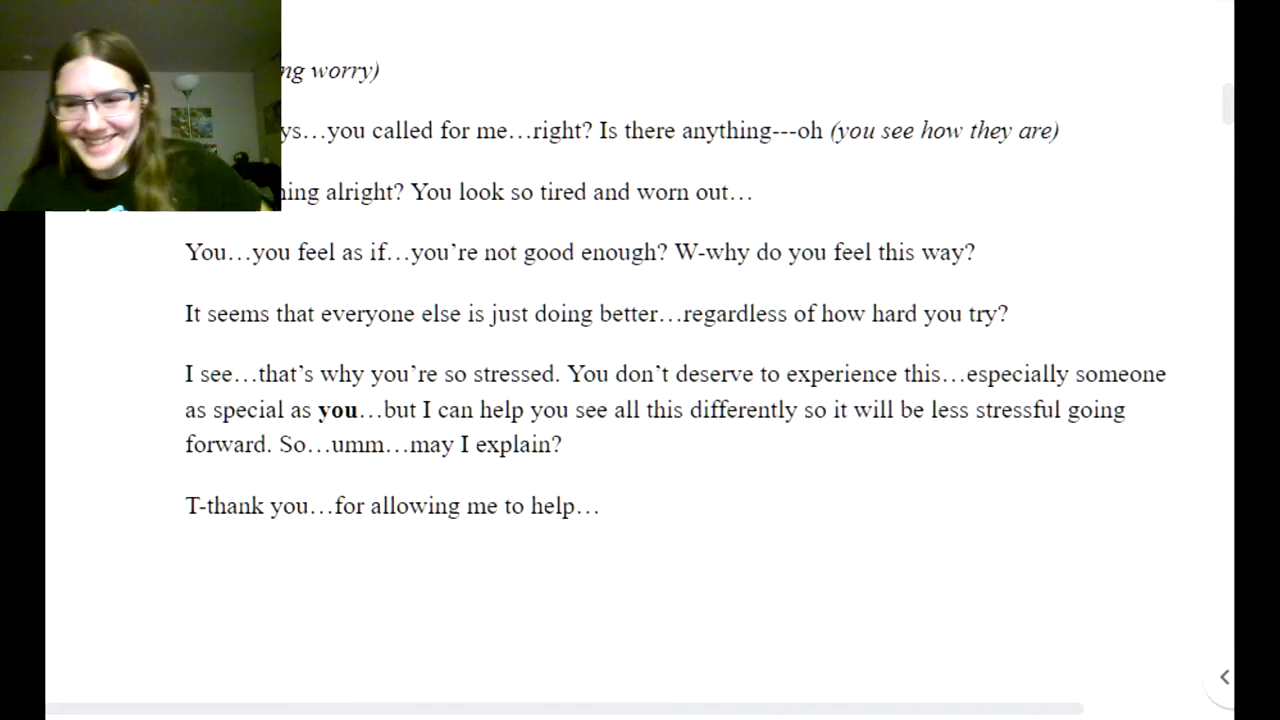 ng worry)
ys…you called for me…right? Is there anything---oh (you see how they are)
ing alright? You look so tired and worn out…
You…you feel as if…you’re not good enough? W-why do you feel this way?
It seems that everyone else is just doing better…regardless of how hard you try?
I see…that’s why you’re so stressed. You don’t deserve to experience this…especially someone
as special as you…but I can help you see all this differently so it will be less stressful going
forward. So…umm…may I explain?
T-thank you…for allowing me to help…